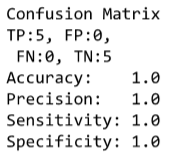 Confusion Matrix
TP:5, FP:0,
FN:0, TN:5
Accuracy: 1.0
Precision: 1.0
Sensitivity: 1.0
Specificity: 1.0